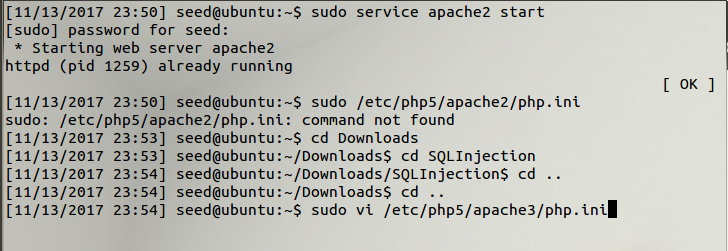 [11/13/2017 23:50] seed@ubuntu:~$ sudo service apache2 start
[sudo] password for seed:
 * Starting web server apache2
httpd (pid 1259) already running
[ OK ]
[11/13/2017 23:50] seed@ubuntu:~$ sudo /etc/php5/apache2/php.ini
sudo: /etc/php5/apache2/php.ini: command not found
[11/13/2017 23:53] seed@ubuntu:~$ cd Downloads
[11/13/2017 23:53] seed@ubuntu:~/Downloads$ cd SQLInjection
[11/13/2017 23:54] seed@ubuntu:~/Downloads/SQLInjection$ cd ..
[11/13/2017 23:54] seed@ubuntu:~/Downloads$ cd ..
[11/13/2017 23:54] seed@ubuntu:~$ sudo vi /etc/php5/apache3/php.ini